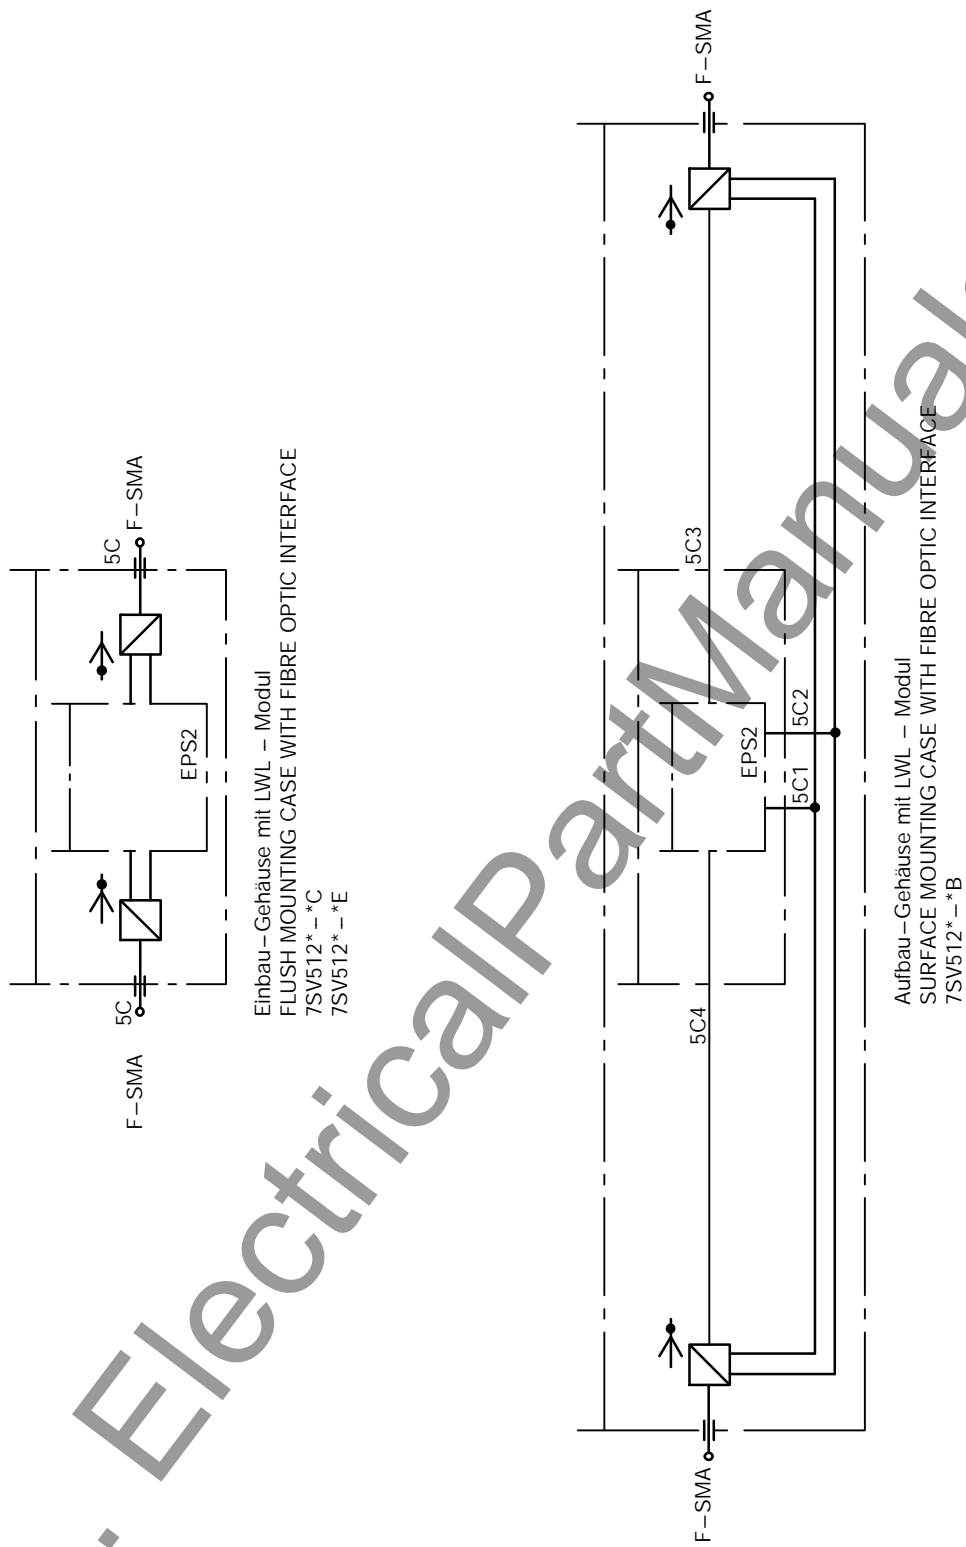 F–SMA
5C
EPS2
5C
F–SMA
Einbau–Gehäuse mit LWL – Modul
FLUSH MOUNTING CASE WITH FIBRE OPTIC INTERFACE
7SV512*–*C
7SV512*–*E
F–SMA
5C4
EPS2
5C1
5C2
5C3
F–SMA
Aufbau–Gehäuse mit LWL – Modul
SURFACE MOUNTING CASE WITH FIBRE OPTIC INTERFACE
7SV512*–*B
. ElectricalPartManual